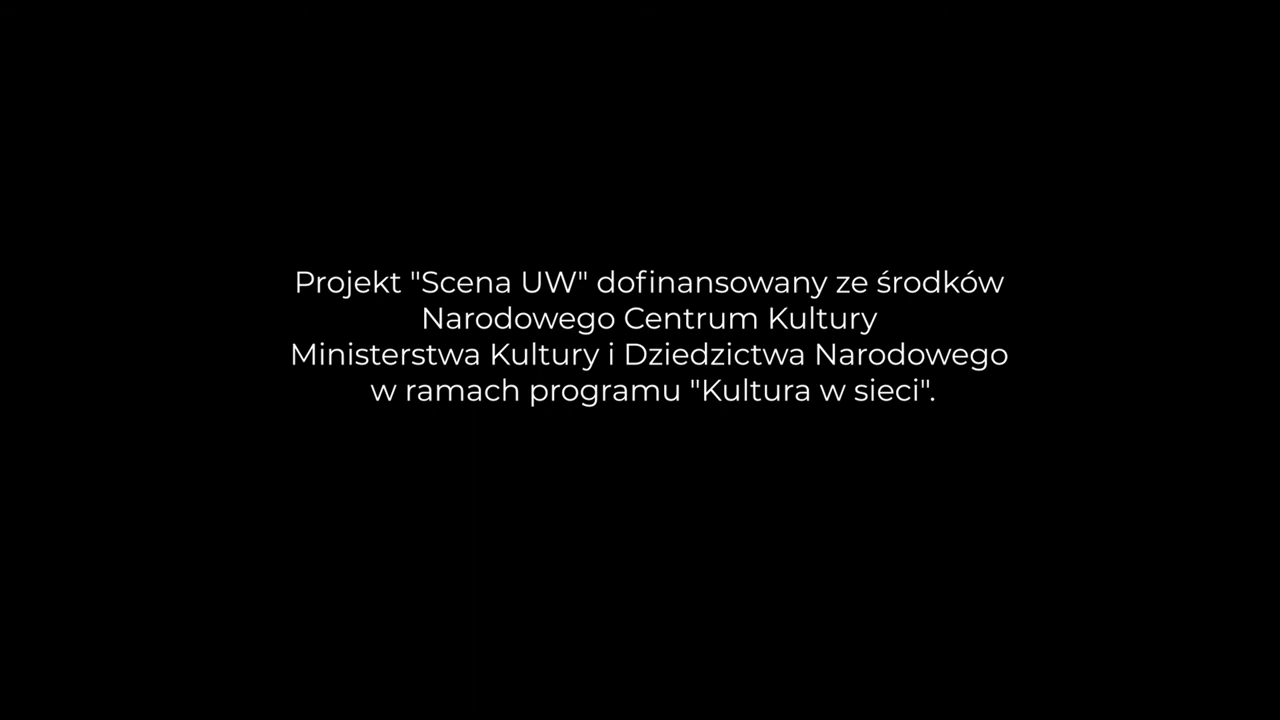 Projekt "Scena UW" dofinansowany ze środków
Narodowego Centrum Kultury
Ministerstwa Kultury i Dziedzictwa Narodowego
w ramach programu "Kultura w sieci".